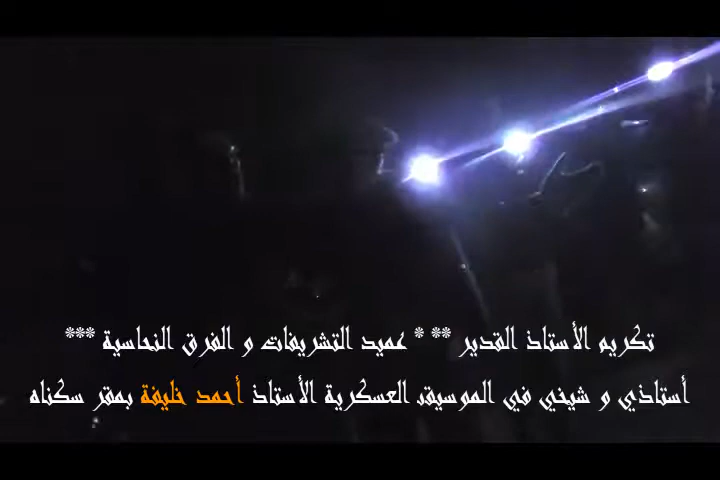 تكريم الأستاذ القدير ** * عميد التشريفات و الفرق النحاسية ***
أستاذي و شيخي في الموسيقى العسكرية الأستاذ أحمد خليفة بمقر سكناه